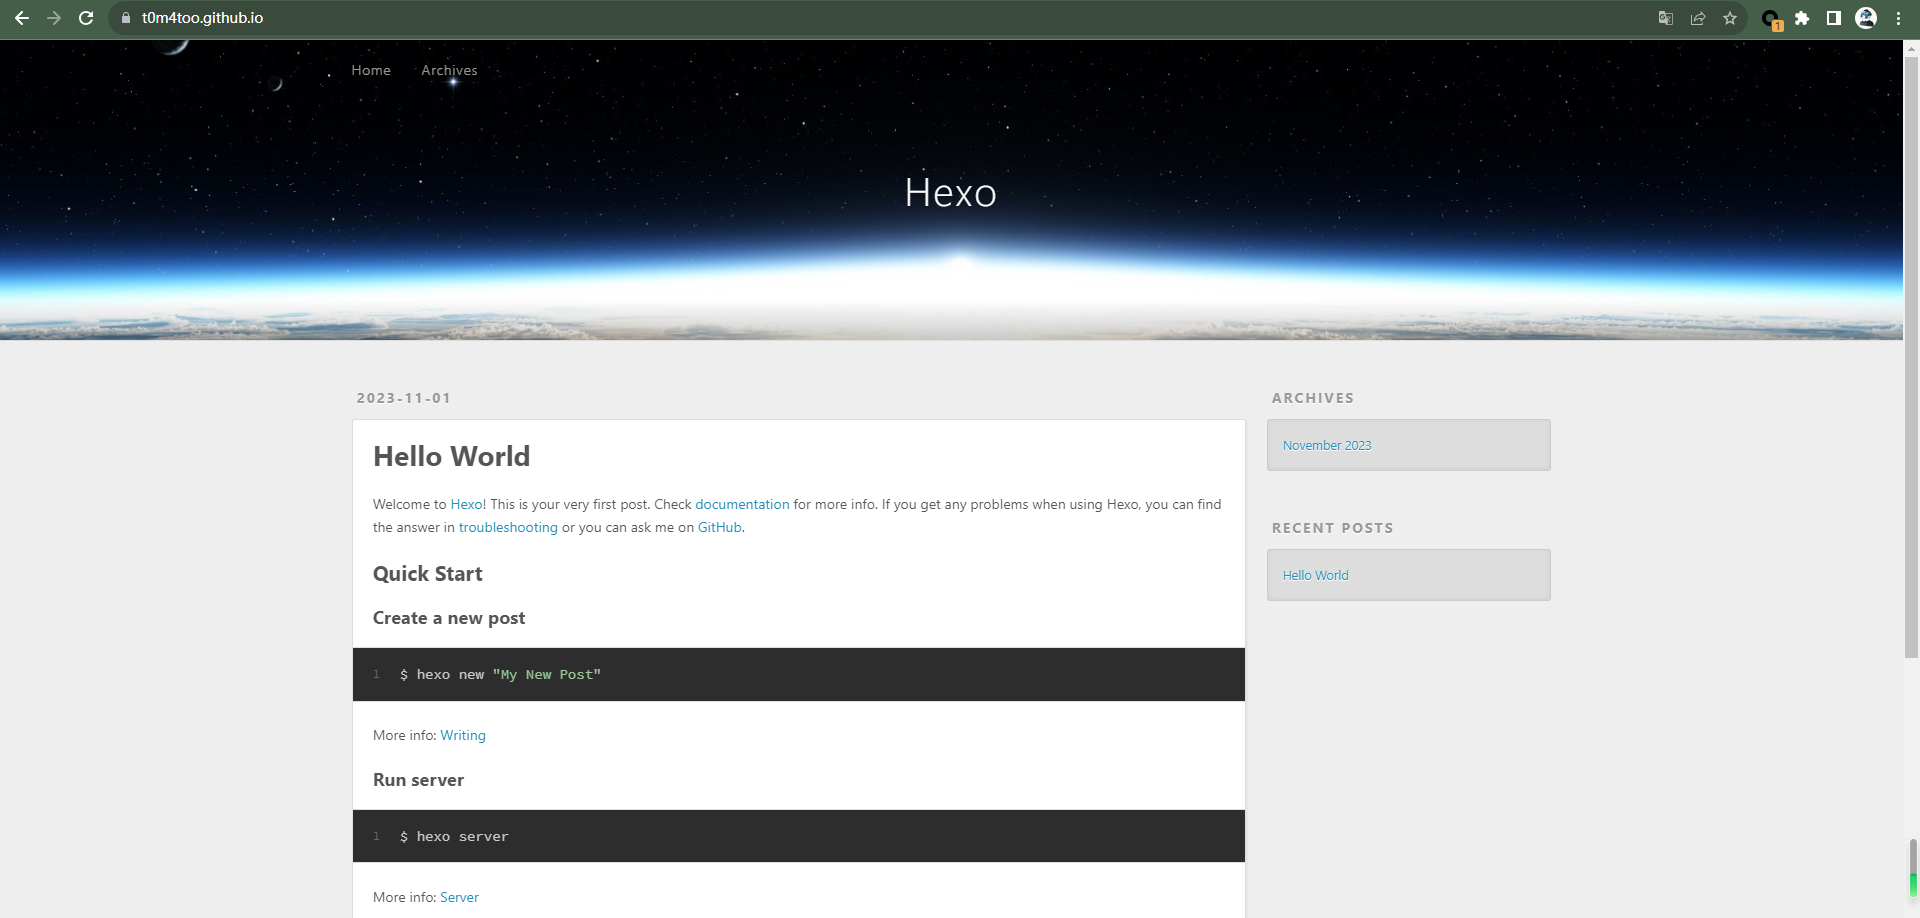 t0m4too.github.io
1
Home Archives
Hexo
2023-11-01
Hello World
Welcome to Hexo! This is your very first post. Check documentation for more info. If you get any problems when using Hexo, you can find
the answer in troubleshooting or you can ask me on GitHub.
Quick Start
Create a new post
1 $ hexo new "My New Post"
More info: Writing
Run server
1 $ hexo server
More info: Server
ARCHIVES
November 2023
RECENT POSTS
Hello World